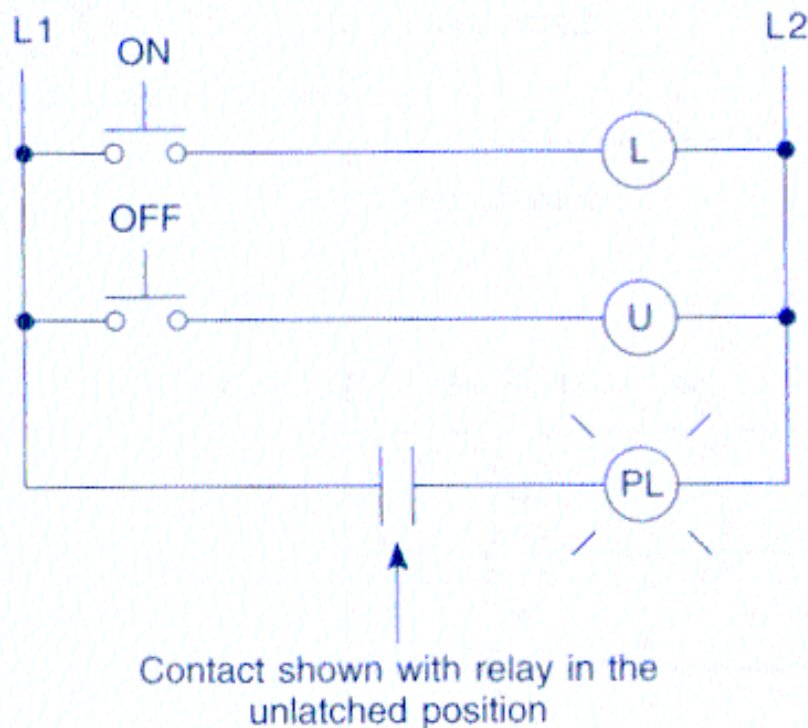 L1
L2
ON
L
OFF
U
PL
Contact shown with relay in the
unlatched position